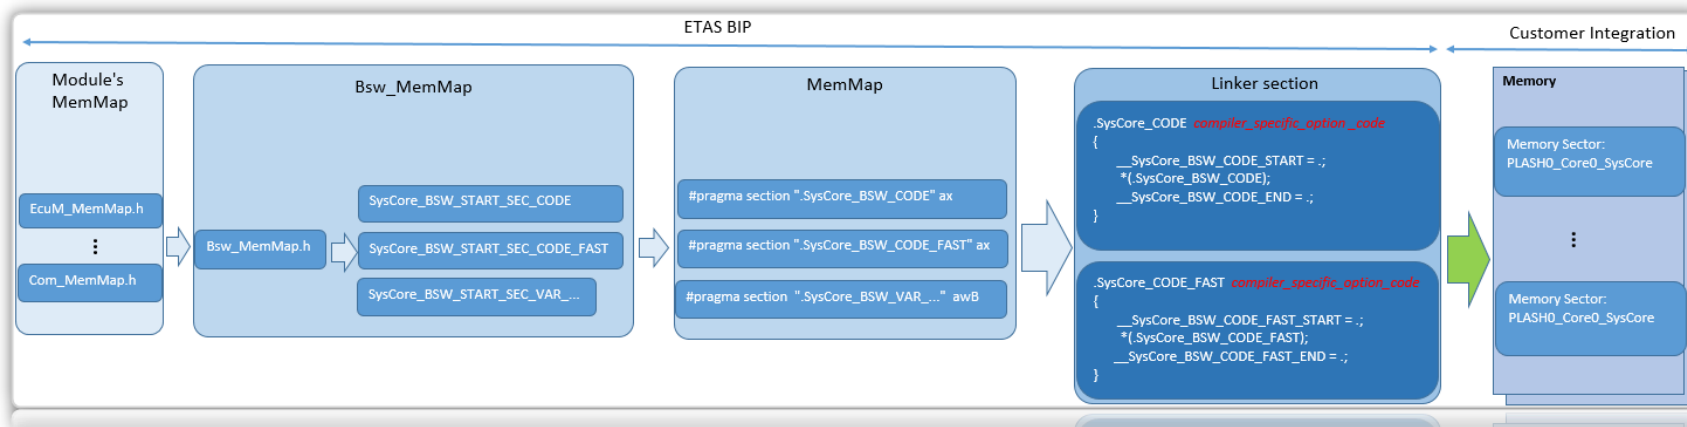 ETAS BIP
Customer Integration
Module's
MemMap
EcuM_MemMap.h
Com_MemMap.h
Bsw_MemMap
Bsw_MemMap.h
SysCore_BSW_START_SEC_CODE
SysCore_BSW_START_SEC_CODE_FAST
SysCore_BSW_START_SEC_VAR_...
MemMap
#pragma section ".SysCore_BSW_CODE" ax
#pragma section ".SysCore_BSW_CODE_FAST" ax
#pragma section ".SysCore_BSW_VAR_..." awB
Linker section
.SysCore_CODE compiler_specific_option_code
{
__SysCore_BSW_CODE_START = .;
*(.SysCore_BSW_CODE);
__SysCore_BSW_CODE_END = .;
}
.SysCore_CODE_FAST compiler_specific_option_code
{
__SysCore_BSW_CODE_FAST_START = .;
*(.SysCore_BSW_CODE_FAST);
__SysCore_BSW_CODE_FAST_END = .;
}
Memory
Memory Sector:
PLASH0_Core0_SysCore
Memory Sector:
PLASH0_Core0_SysCore